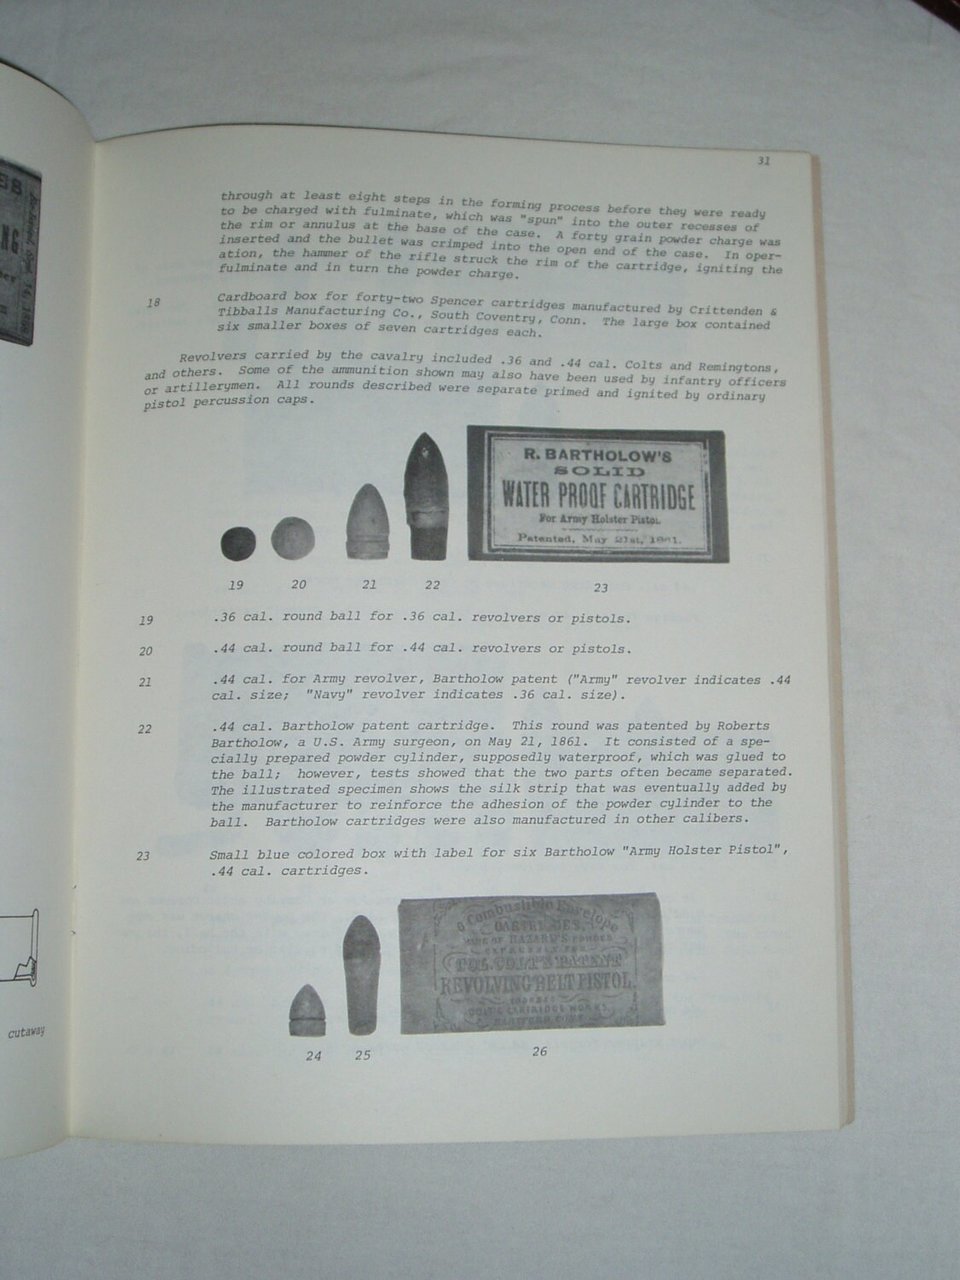 31
through at least eight steps in the forming process before they were ready
to be charged with fulminate, which was "spun" into the outer recesses of
the rim or annulus at the base of the case. A forty grain powder charge was
inserted and the bullet was crimped into the open end of the case. In oper-
ation, the hammer of the rifle struck the rim of the cartridge, igniting the
fulminate and in turn the powder charge.
18 Cardboard box for forty-two Spencer cartridges manufactured by Crittenden &
Tibballs Manufacturing Co., South Coventry, Conn. The large box contained
six smaller boxes of seven cartridges each.
Revolvers carried by the cavalry included .36 and .44 cal. Colts and Remingtons,
and others. Some of the ammunition shown may also have been used by infantry officers
or artillerymen. All rounds described were separate primed and ignited by ordinary
pistol percussion caps.
R. BARTHOLOW'S
SOLID
WATER PROOF CARTRIDGE
For Army Holster Pistol.
Patented, May 21st, 1861.
19 20 21 22 23
19 .36 cal. round ball for .36 cal. revolvers or pistols.
20 .44 cal. round ball for .44 cal. revolvers or pistols.
21 .44 cal. for Army revolver, Bartholow patent ("Army" revolver indicates .44
cal. size; "Navy" revolver indicates .36 cal. size).
22 .44 cal. Bartholow patent cartridge. This round was patented by Roberts
Bartholow, a U.S. Army surgeon, on May 21, 1861. It consisted of a spe-
cially prepared powder cylinder, supposedly waterproof, which was glued to
the ball; however, tests showed that the two parts often became separated.
The illustrated specimen shows the silk strip that was eventually added by
the manufacturer to reinforce the adhesion of the powder cylinder to the
ball. Bartholow cartridges were also manufactured in other calibers.
23 Small blue colored box with label for six Bartholow "Army Holster Pistol",
.44 cal. cartridges.
6 Combustible Envelope
CARTRIDGES,
MADE OF HAZARD'S POWDER
EXPRESSLY FOR
COL. COLT'S PATENT
REVOLVING BELT PISTOL.
CARTRIDGE WORKS
HARTFORD, CONN.
24 25 26
cutaway